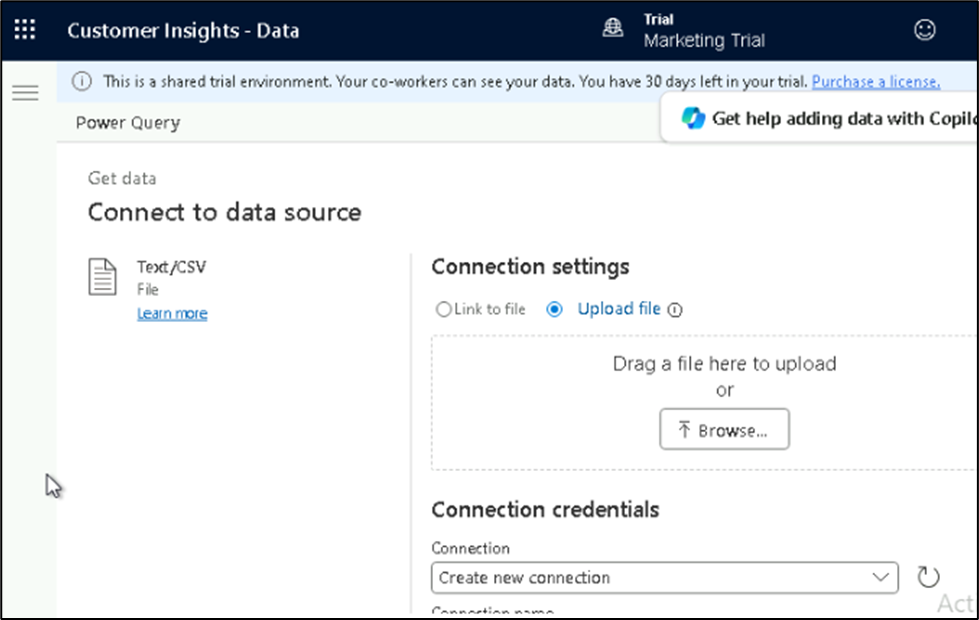 Customer Insights - Data
Trial
Marketing Trial
This is a shared trial environment. Your co-workers can see your data. You have 30 days left in your trial. Purchase a license.
Power Query
Get help adding data with Copilo
Get data
Connect to data source
Text/CSV
File
Learn more
Connection settings
Link to file
Upload file
Drag a file here to upload
or
Browse...
Connection credentials
Connection
Create new connection
Connection name
Act